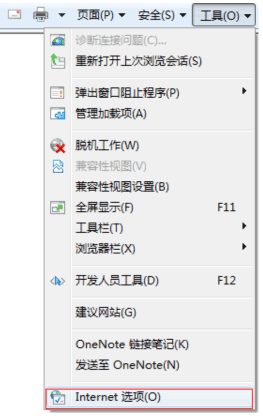 页面(P) 安全(S) 工具(O)
诊断连接问题(C)...
重新打开上次浏览会话(S)
弹出窗口阻止程序(P)
管理加载项(A)
脱机工作(W)
兼容性视图(V)
兼容性视图设置(B)
全屏显示(F) F11
工具栏(T)
浏览器栏(X)
开发人员工具(D) F12
建议网站(G)
OneNote 链接笔记(K)
发送至 OneNote(N)
Internet 选项(O)